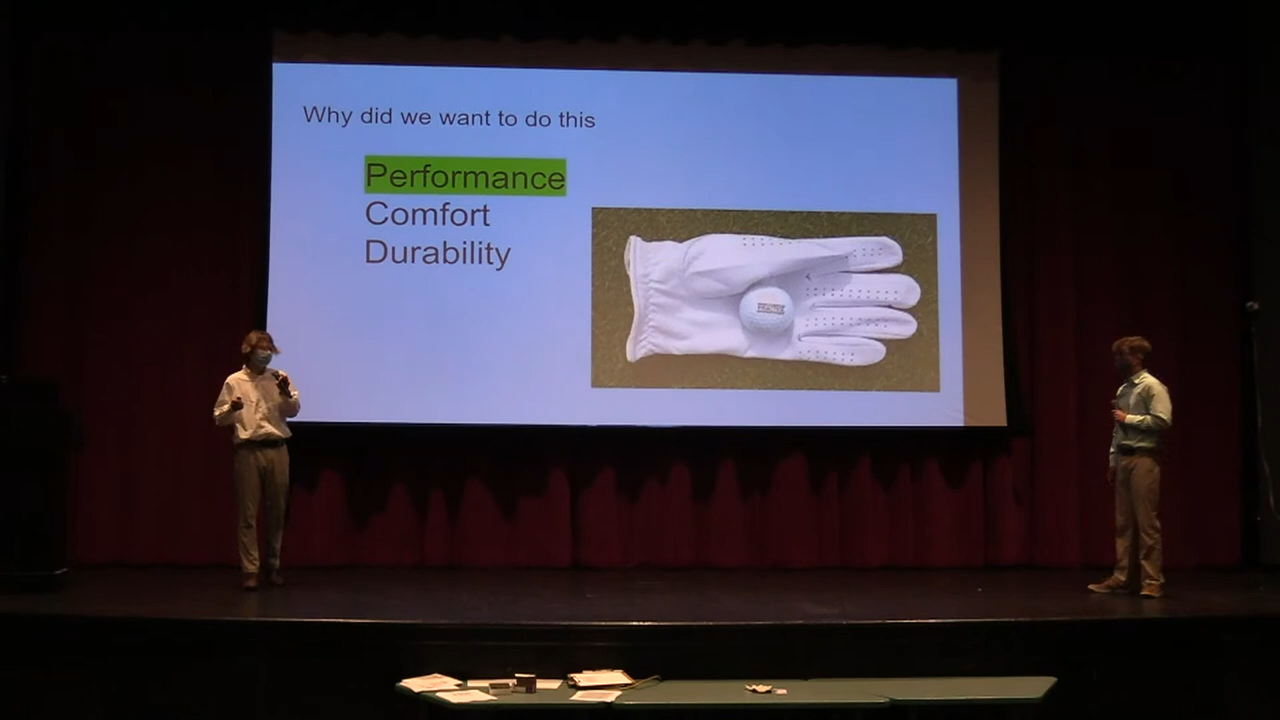 Why did we want to do this
Performance
Comfort
Durability